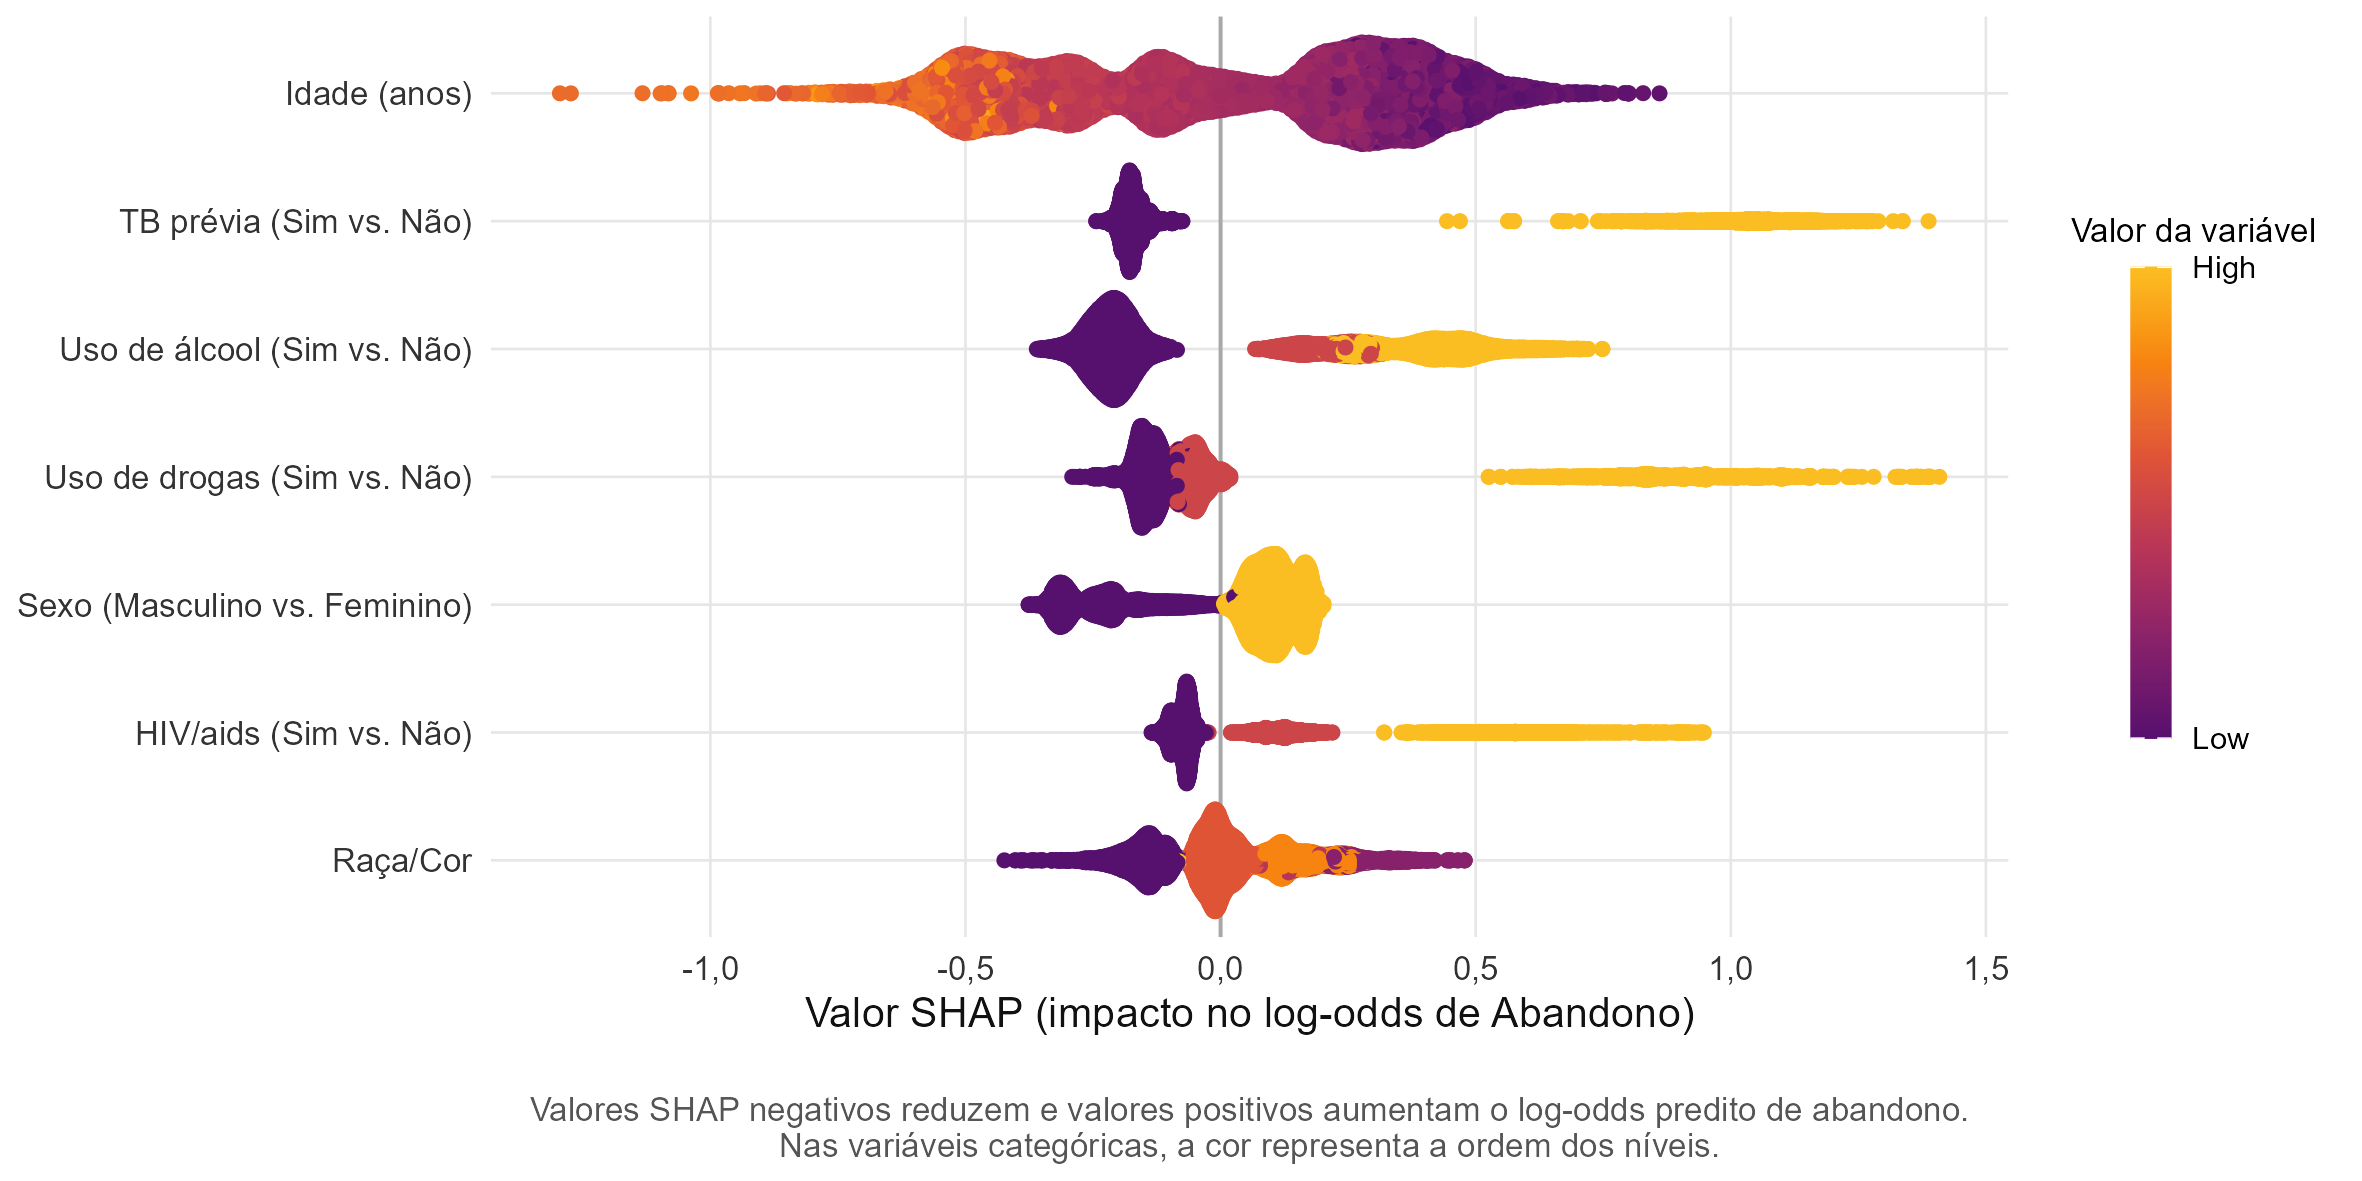 Idade (anos)
TB prévia (Sim vs. Não)
Uso de álcool (Sim vs. Não)
Uso de drogas (Sim vs. Não)
Sexo (Masculino vs. Feminino)
HIV/aids (Sim vs. Não)
Raça/Cor
-1,0
-0,5
0,0
0,5
1,0
1,5
Valor SHAP (impacto no log-odds de Abandono)
Valor da variável
High
Low
Valores SHAP negativos reduzem e valores positivos aumentam o log-odds predito de abandono.
Nas variáveis categóricas, a cor representa a ordem dos níveis.